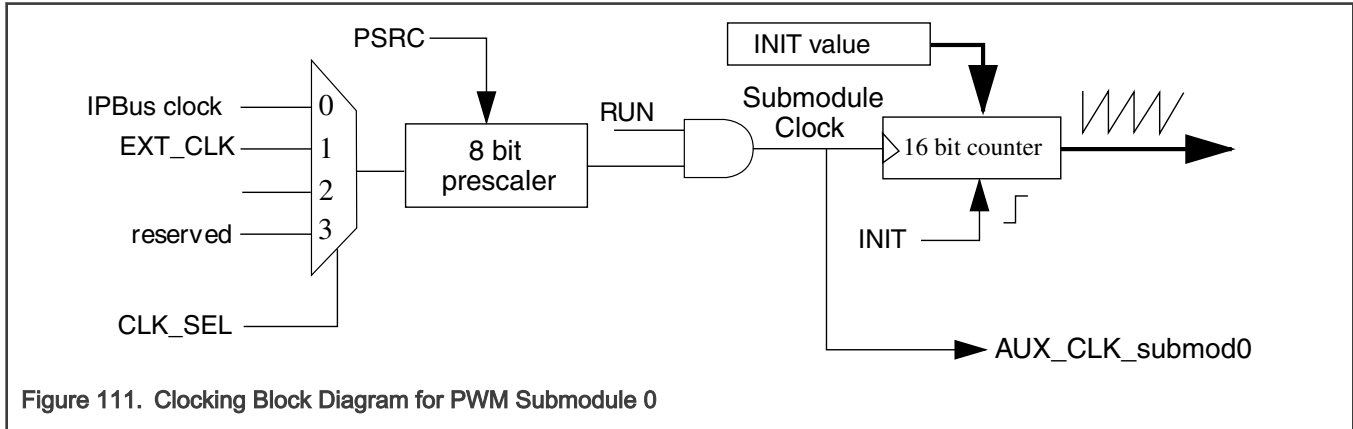 PSRC
INIT value
IPBus clock
0
RUN
Submodule
Clock
EXT_CLK
1
8 bit
prescaler
16 bit counter
2
reserved
3
INIT
CLK_SEL
AUX_CLK_submod0
Figure 111. Clocking Block Diagram for PWM Submodule 0